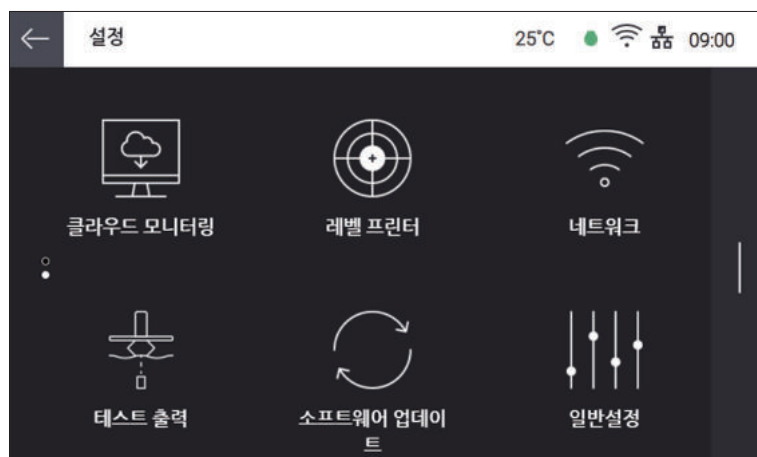 설정
25°C
09:00
클라우드 모니터링
레벨 프린터
네트워크
테스트 출력
소프트웨어 업데이
트
일반설정